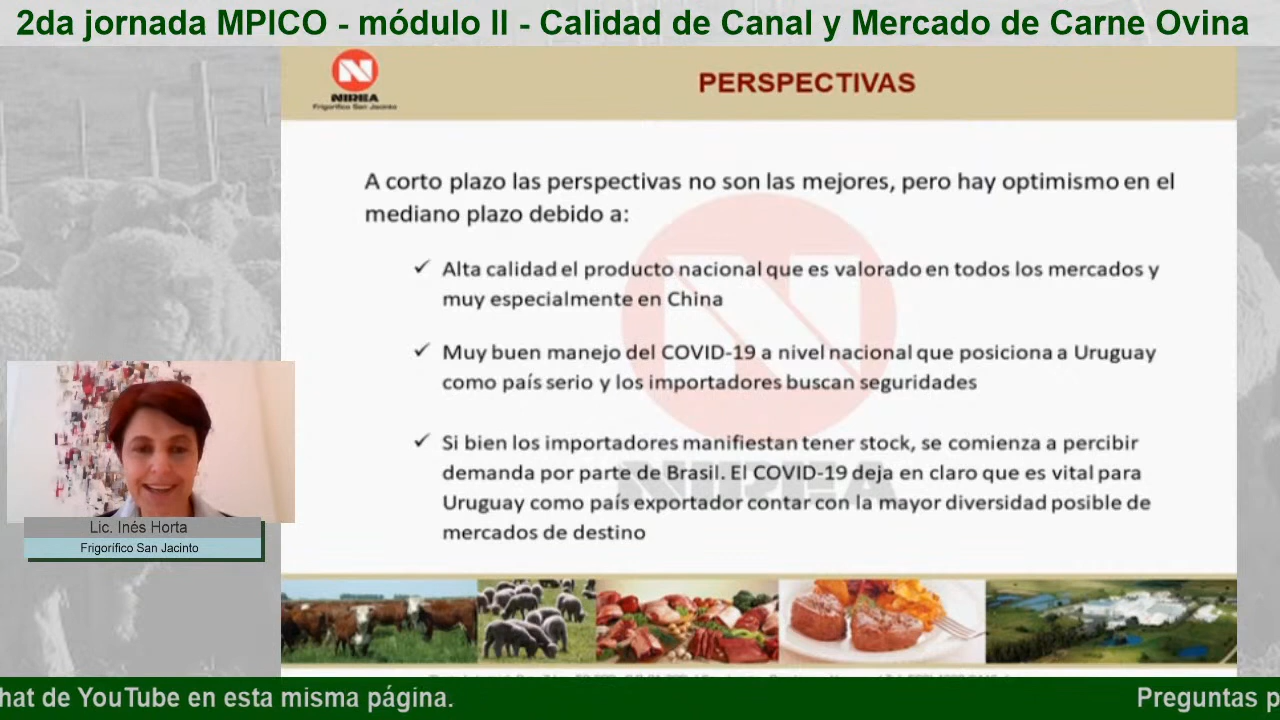 2da jornada MPICO - módulo II - Calidad de Canal y Mercado de Carne Ovina
NIREA
Frigorífico San Jacinto
PERSPECTIVAS
A corto plazo las perspectivas no son las mejores, pero hay optimismo en el
mediano plazo debido a:
✓ Alta calidad el producto nacional que es valorado en todos los mercados y
muy especialmente en China
✓ Muy buen manejo del COVID-19 a nivel nacional que posiciona a Uruguay
como país serio y los importadores buscan seguridades
✓ Si bien los importadores manifiestan tener stock, se comienza a percibir
demanda por parte de Brasil. El COVID-19 deja en claro que es vital para
Uruguay como país exportador contar con la mayor diversidad posible de
mercados de destino
Lic. Inés Horta
Frigorífico San Jacinto
hat de YouTube en esta misma página.
Preguntas p